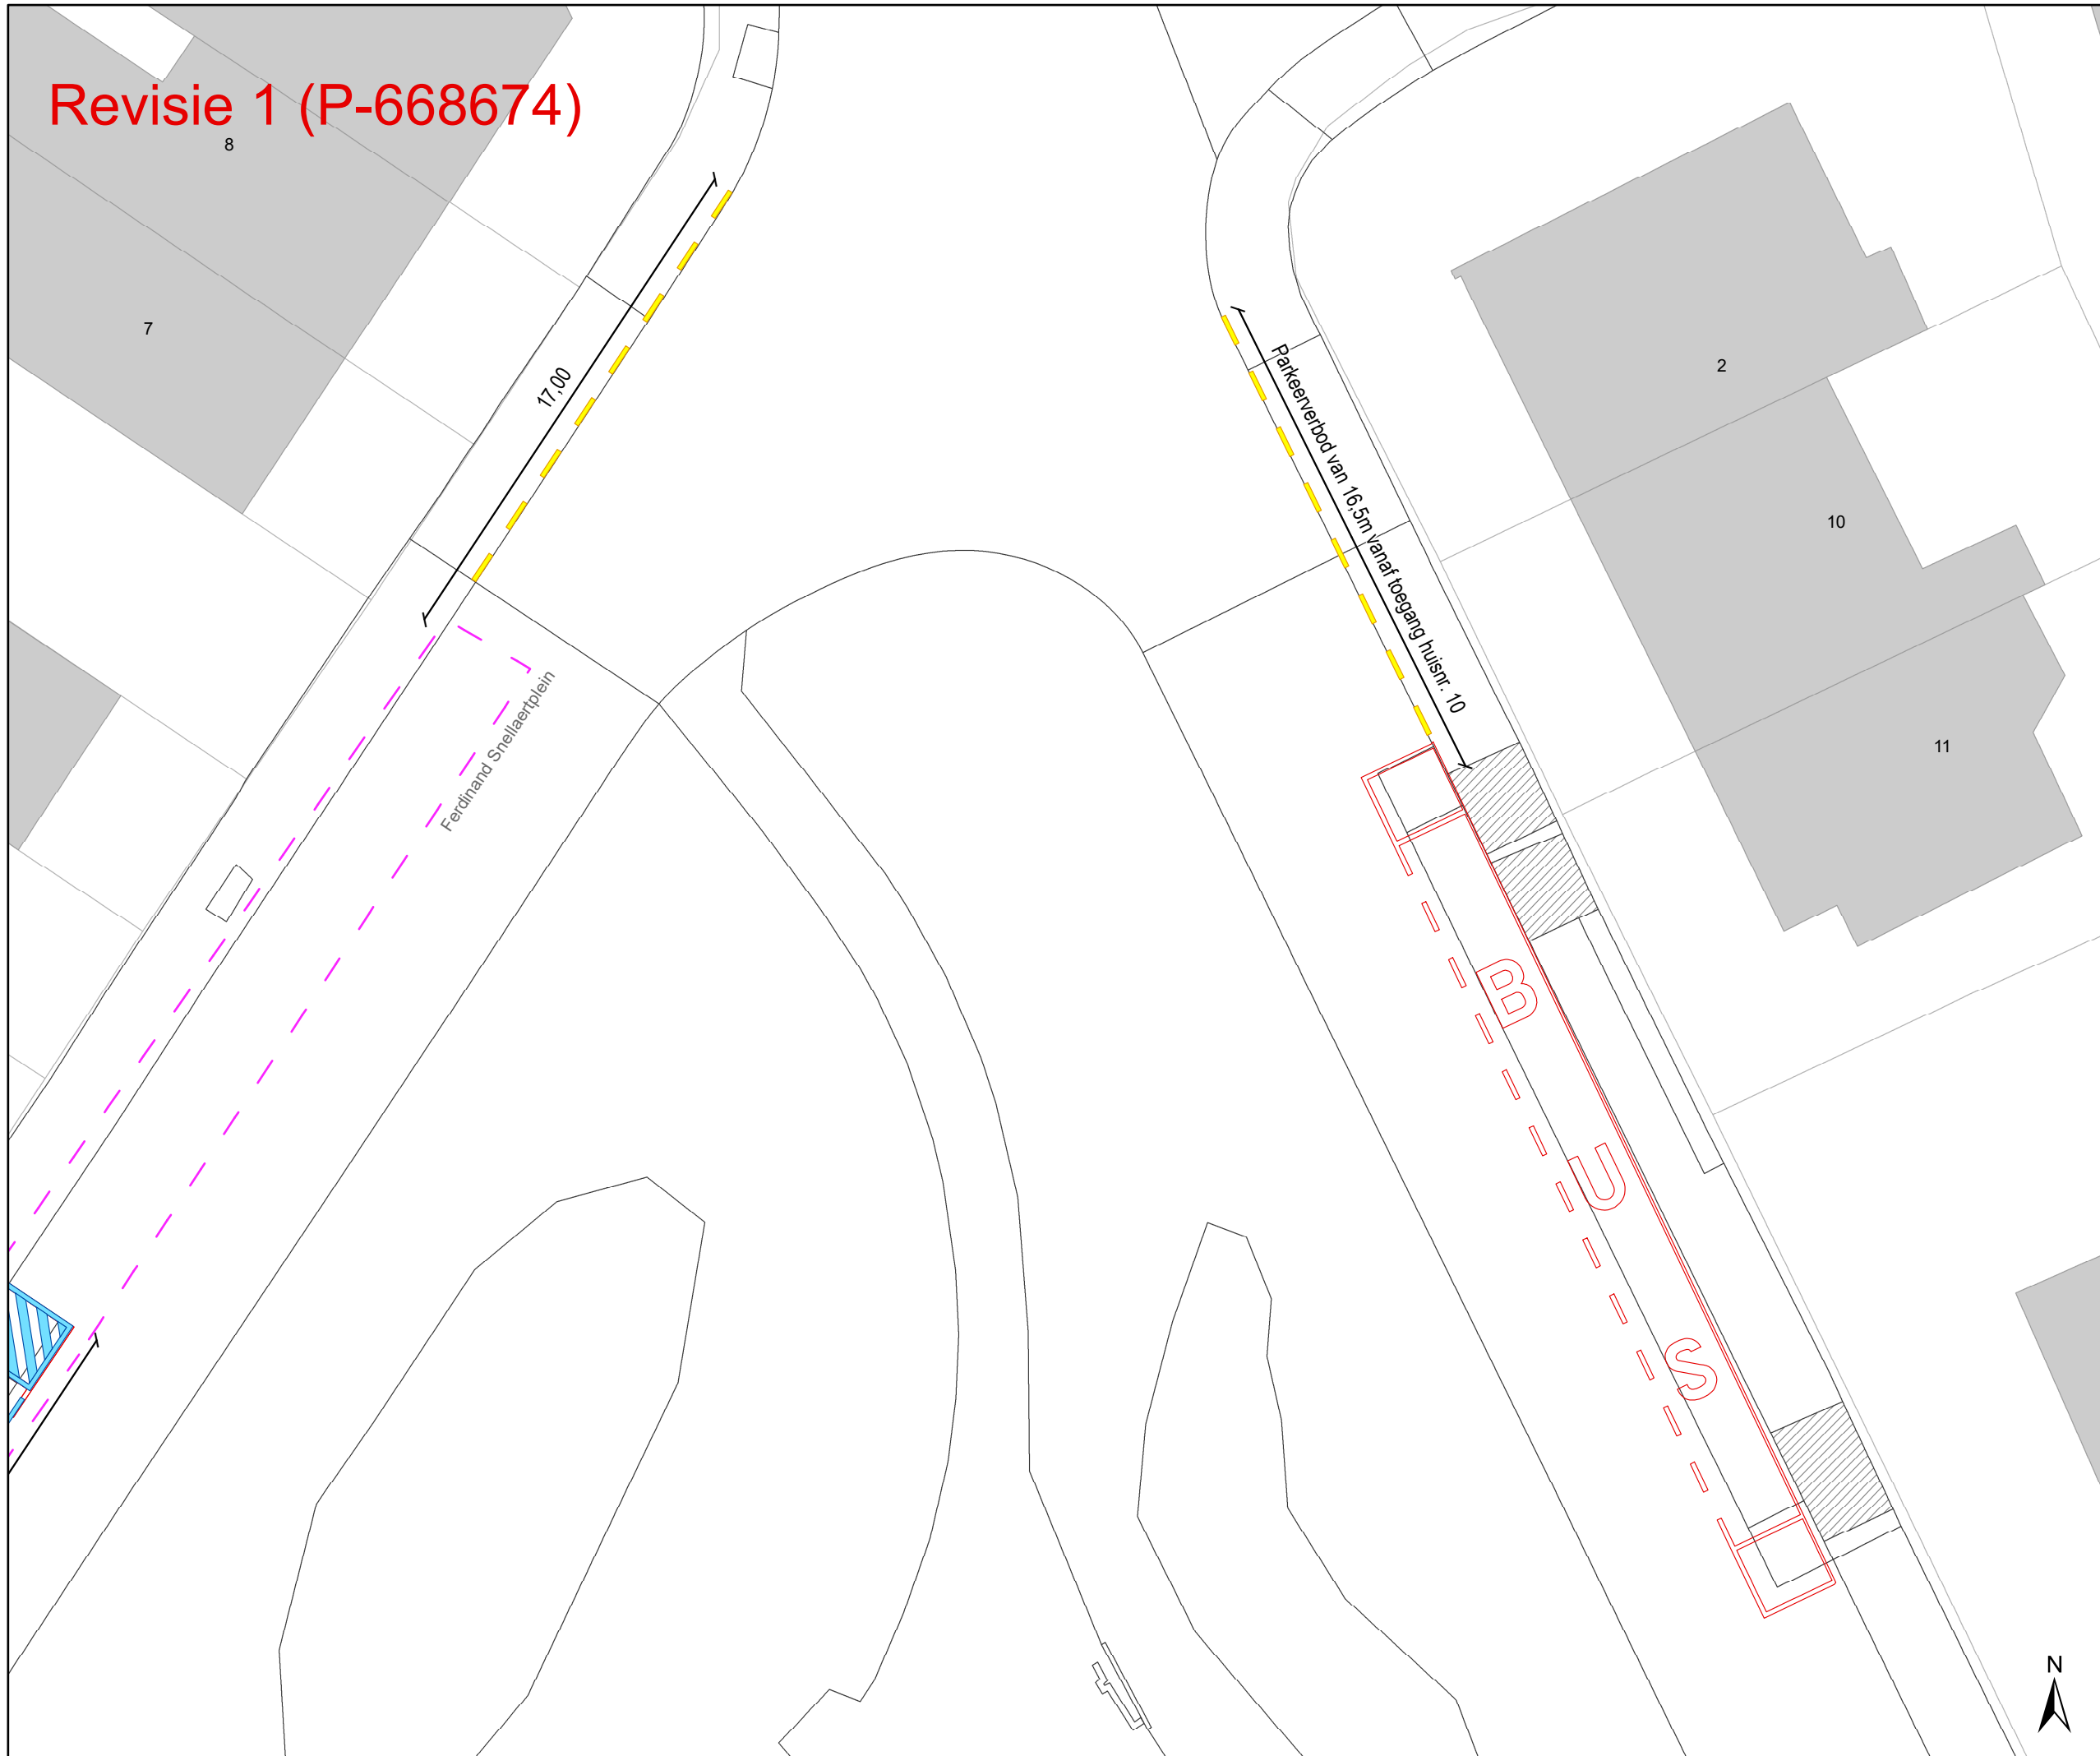 Revisie 1 (P-668674)
8
7
17,00
Parkeerverbod van 16,5m vanaf toegang huisnr. 10
2
10
11
Ferdinand Snellaertplein
BUS
N